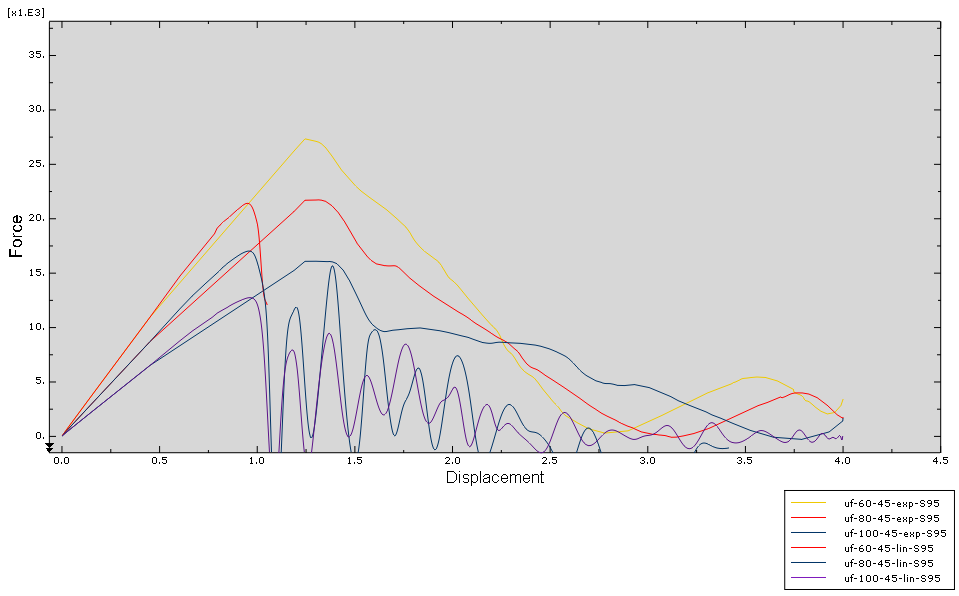 [x1.E3]
35.
30.
25.
20.
15.
10.
5.
0.
Force
0.0 0.5 1.0 1.5 2.0 2.5 3.0 3.5 4.0 4.5
Displacement
uf-60-45-exp-S95
uf-80-45-exp-S95
uf-100-45-exp-S95
uf-60-45-lin-S95
uf-80-45-lin-S95
uf-100-45-lin-S95